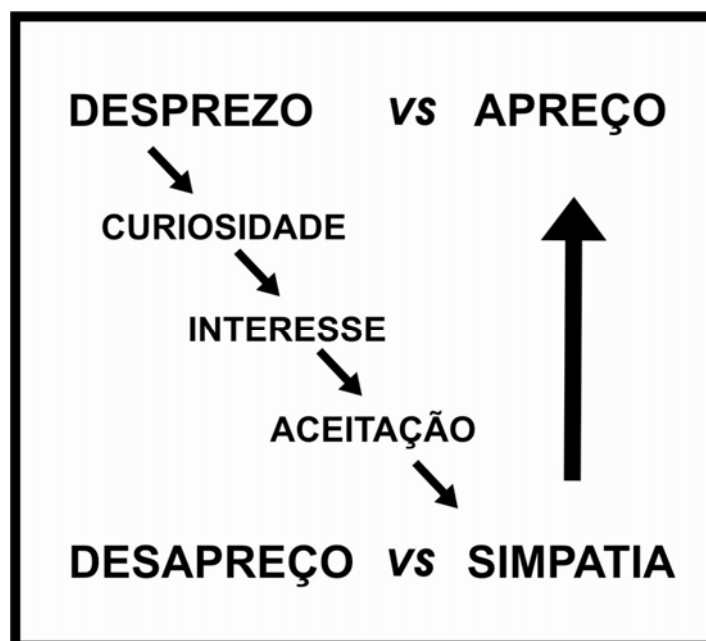 DESPREZO vs APREÇO
CURIOSIDADE
INTERESSE
ACEITAÇÃO
DESAPREÇO vs SIMPATIA